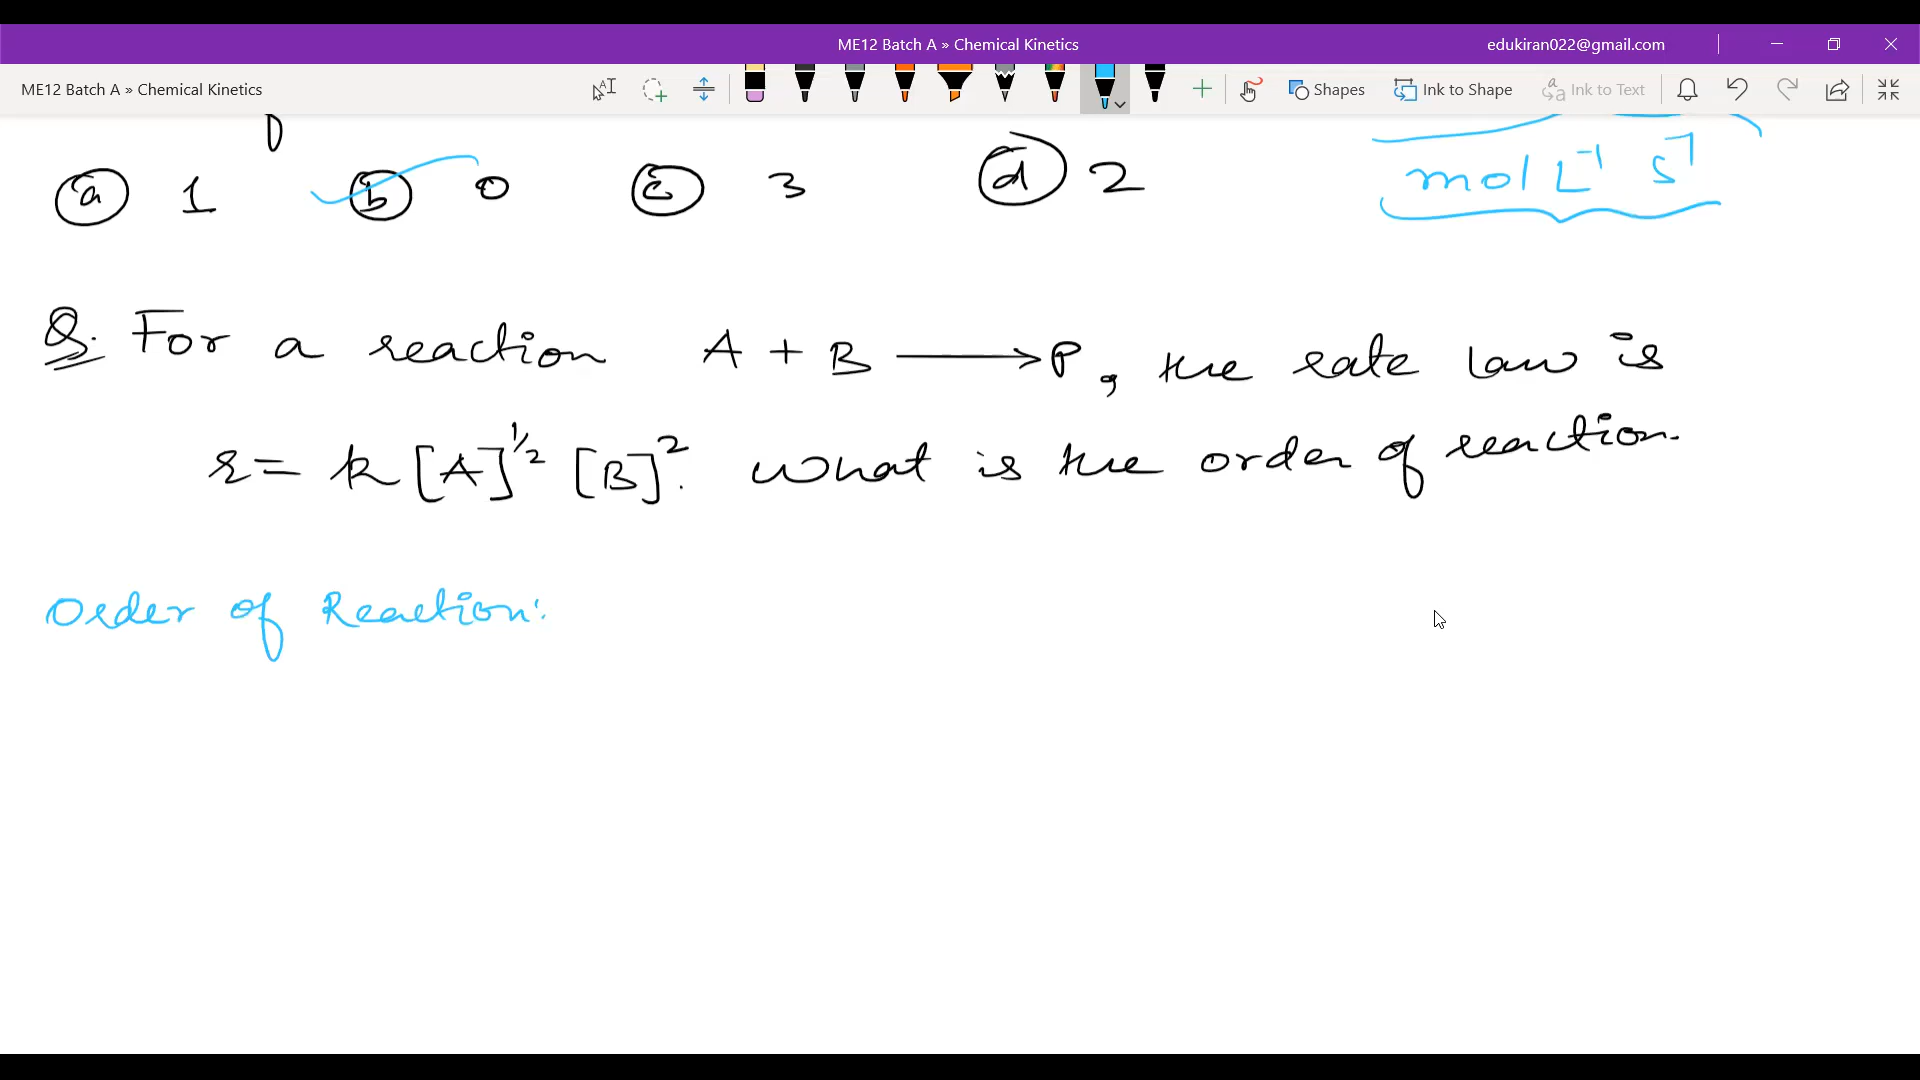 ME12 Batch A » Chemical Kinetics
edukiran022@gmail.com
ME12 Batch A » Chemical Kinetics
Shapes
Ink to Shape
Ink to Text
mol L⁻¹ s⁻¹
(a) 1 (b) 0 (c) 3 (d) 2
Q. For a reaction A + B ⟶ P, the rate law is
r = k [A]^1/2 [B]^2. What is the order of reaction.
Order of Reaction: